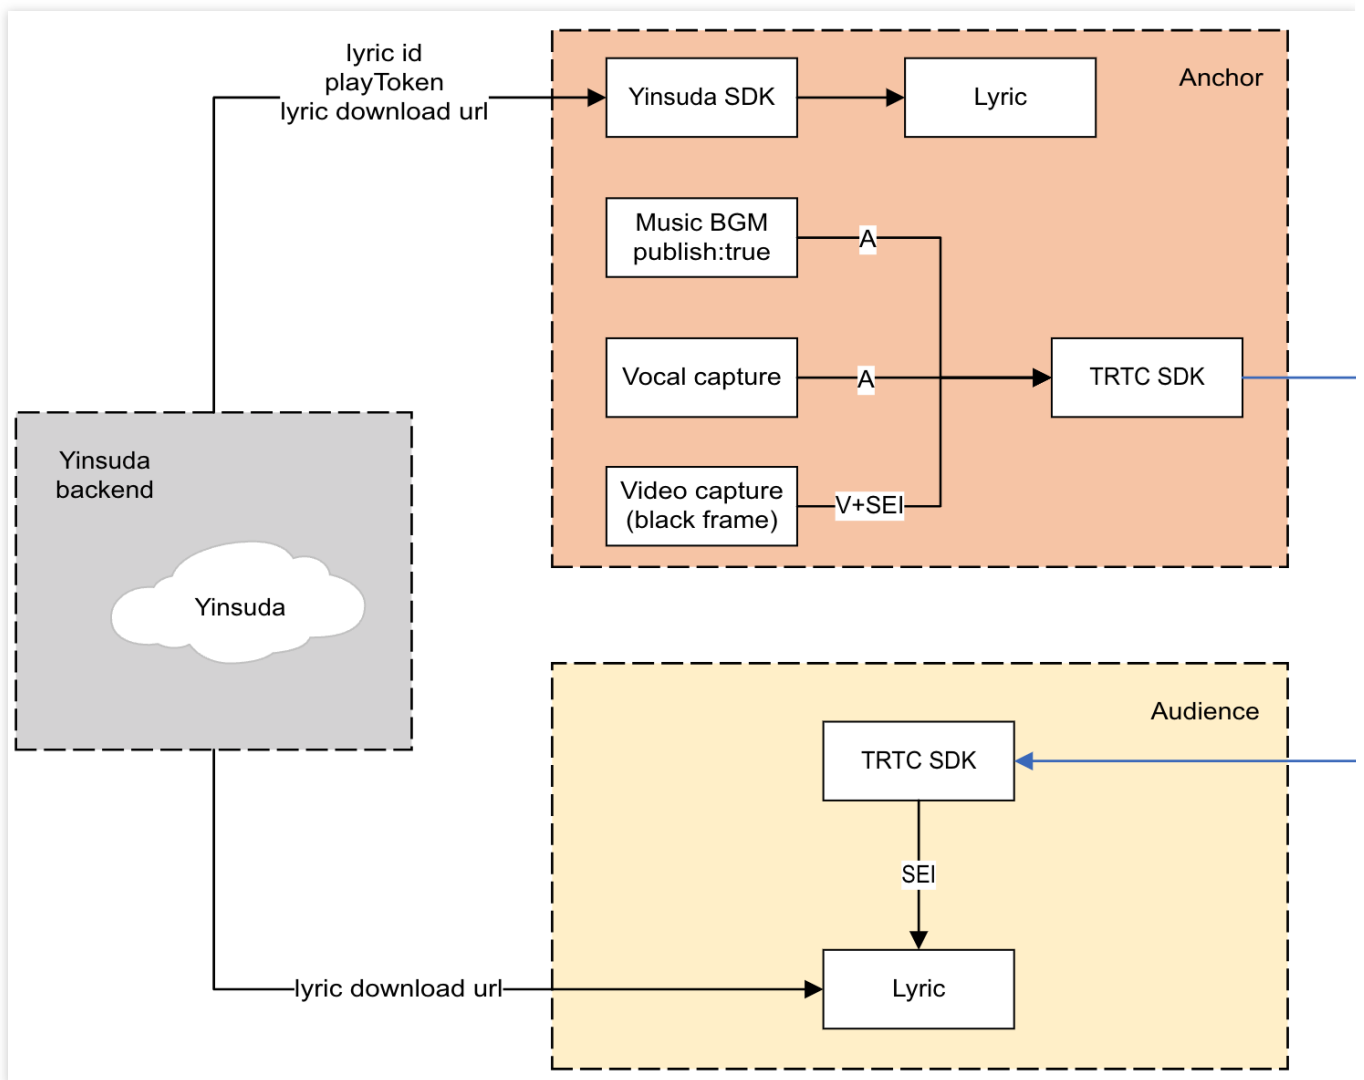 lyric id
playToken
lyric download url
Anchor
Yinsuda SDK
Lyric
Music BGM
publish:true
A
Vocal capture
A
TRTC SDK
Video capture
(black frame)
V+SEI
Yinsuda
backend
Yinsuda
Audience
TRTC SDK
SEI
lyric download url
Lyric